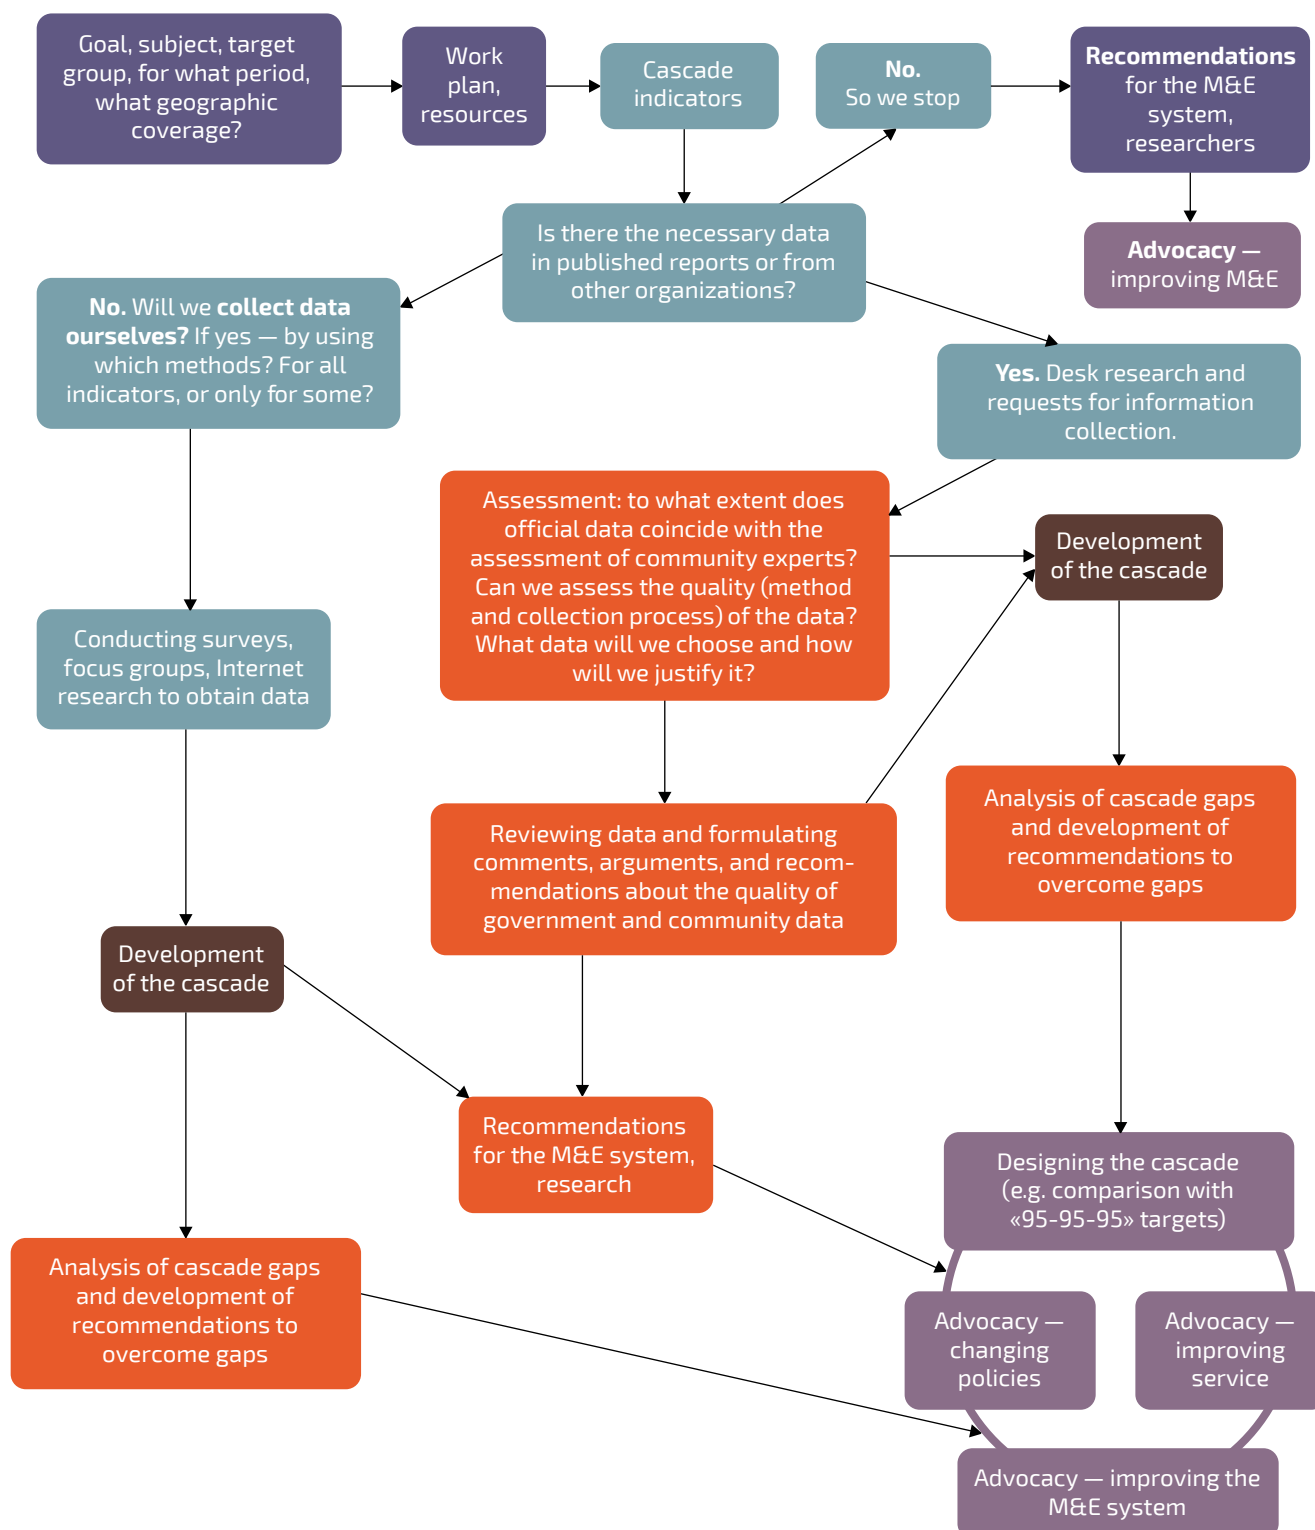 Goal, subject, target
group, for what period,
what geographic
coverage?
Work
plan,
resources
Cascade
indicators
No.
So we stop
Recommendations
for the M&E
system,
researchers
Advocacy —
improving M&E
Is there the necessary data
in published reports or from
other organizations?
No. Will we collect data
ourselves? If yes — by using
which methods? For all
indicators, or only for some?
Yes. Desk research and
requests for information
collection.
Assessment: to what extent does
official data coincide with the
assessment of community experts?
Can we assess the quality (method
and collection process) of the data?
What data will we choose and how
will we justify it?
Development
of the cascade
Conducting surveys,
focus groups, Internet
research to obtain data
Reviewing data and formulating
comments, arguments, and recom-
mendations about the quality of
government and community data
Analysis of cascade gaps
and development of
recommendations to
overcome gaps
Development
of the cascade
Recommendations
for the M&E system,
research
Designing the cascade
(e.g. comparison with
«95-95-95» targets)
Analysis of cascade gaps
and development of
recommendations to
overcome gaps
Advocacy —
changing
policies
Advocacy —
improving
service
Advocacy — improving the
M&E system